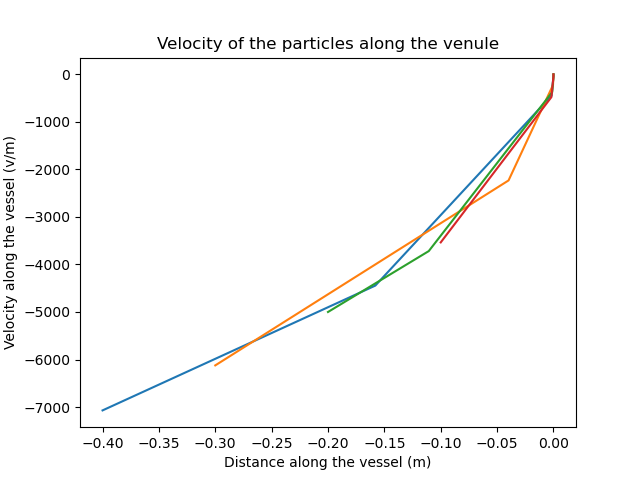 Velocity of the particles along the venule
0
−1000
−2000
−3000
−4000
−5000
−6000
−7000
Velocity along the vessel (v/m)
−0.40 −0.35 −0.30 −0.25 −0.20 −0.15 −0.10 −0.05 0.00
Distance along the vessel (m)